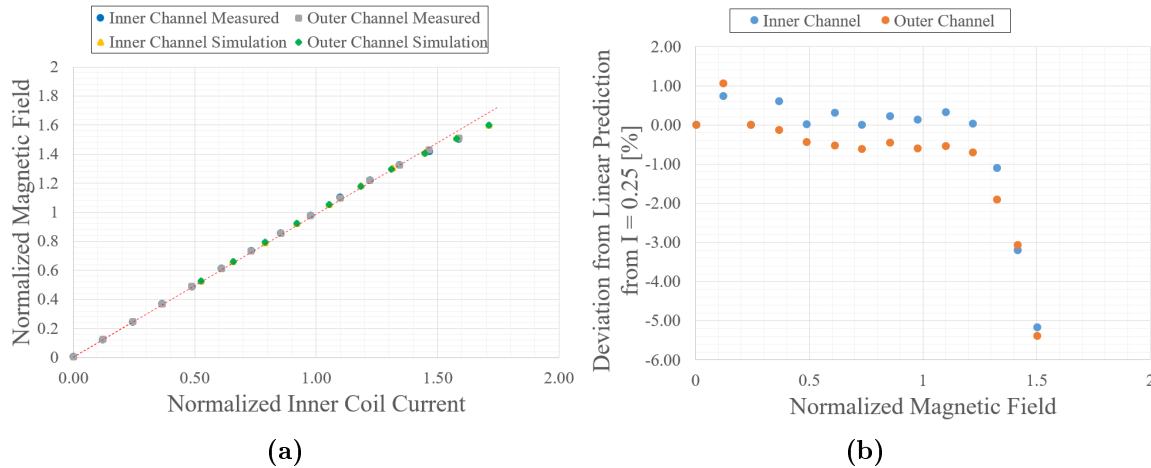 Inner Channel Measured
Outer Channel Measured
Inner Channel Simulation
Outer Channel Simulation
Normalized Magnetic Field
2
1.8
1.6
1.4
1.2
1
0.8
0.6
0.4
0.2
0
0.00
0.50
1.00
1.50
2.00
Normalized Inner Coil Current
(a)
Inner Channel
Outer Channel
Deviation from Linear Prediction
from I = 0.25 [%]
2.00
1.00
0.00
-1.00
-2.00
-3.00
-4.00
-5.00
-6.00
0
0.5
1
1.5
2
Normalized Magnetic Field
(b)